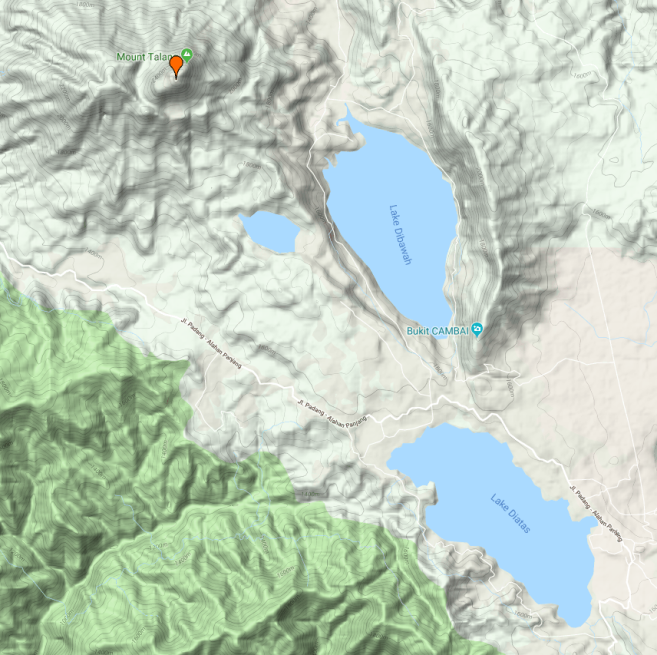 Mount Talang
Lake Dibawah
Bukit CAMBAI
Jl. Padang - Alahan Panjang
Jl. Padang - Alahan Panjang
Lake Diatas
Jl. Padang - Alahan Panjang